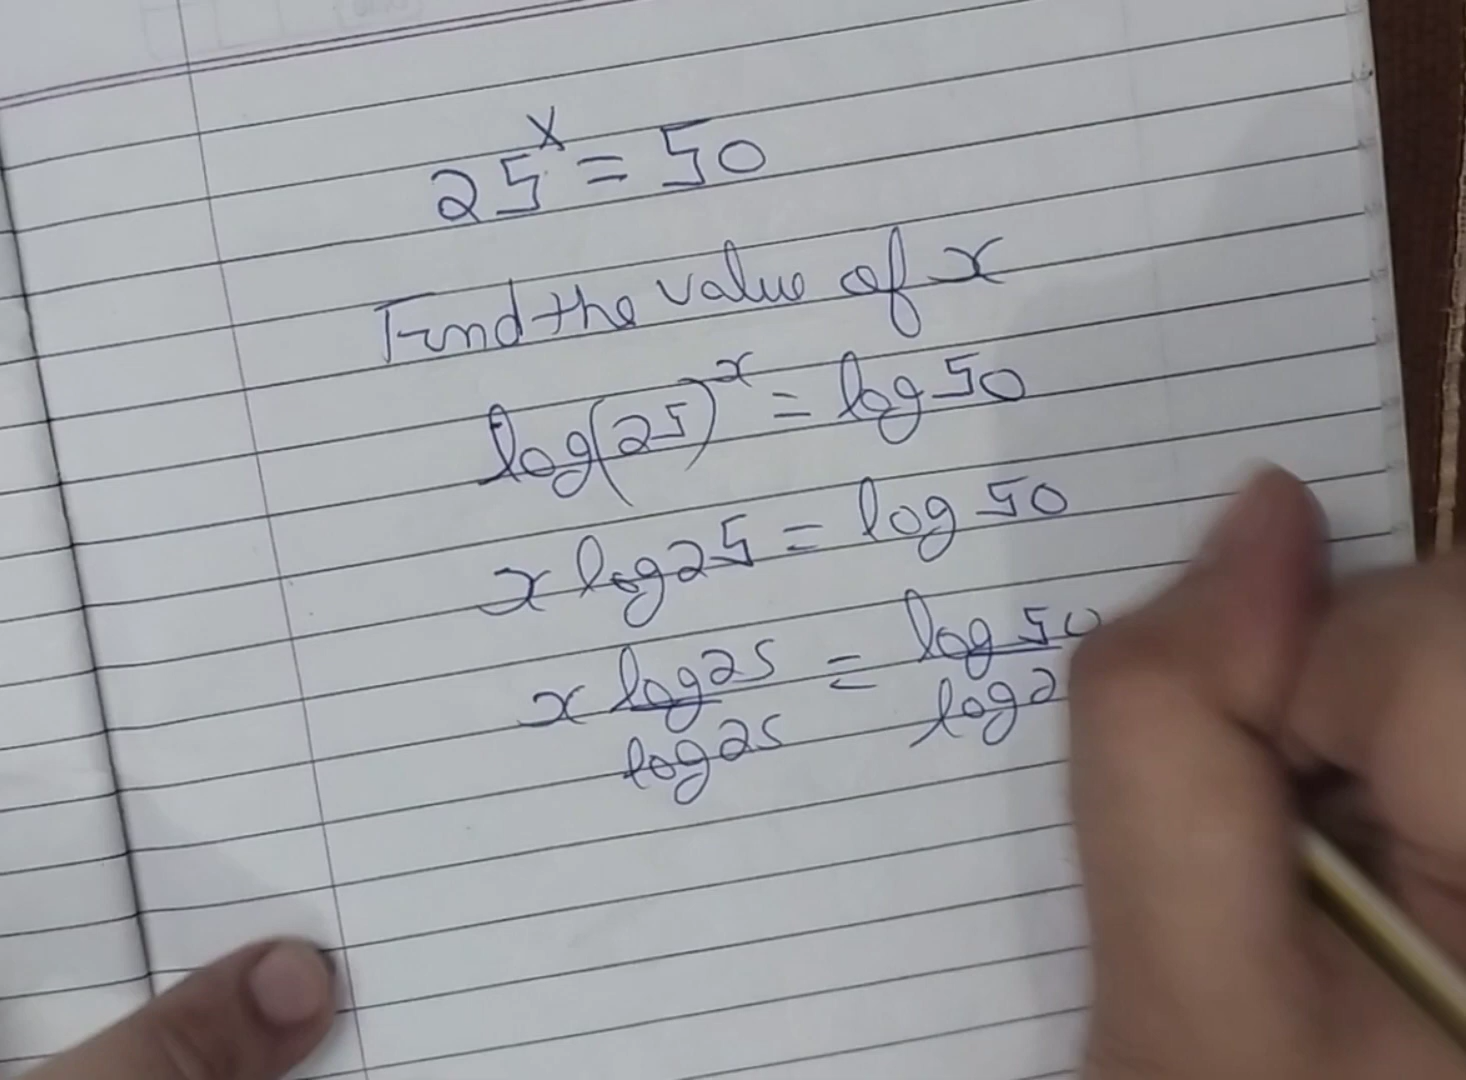 25^x = 50
Find the value of x
log(25)^x = log 50
x log 25 = log 50
x log 25 / log 25 = log 50 / log 2